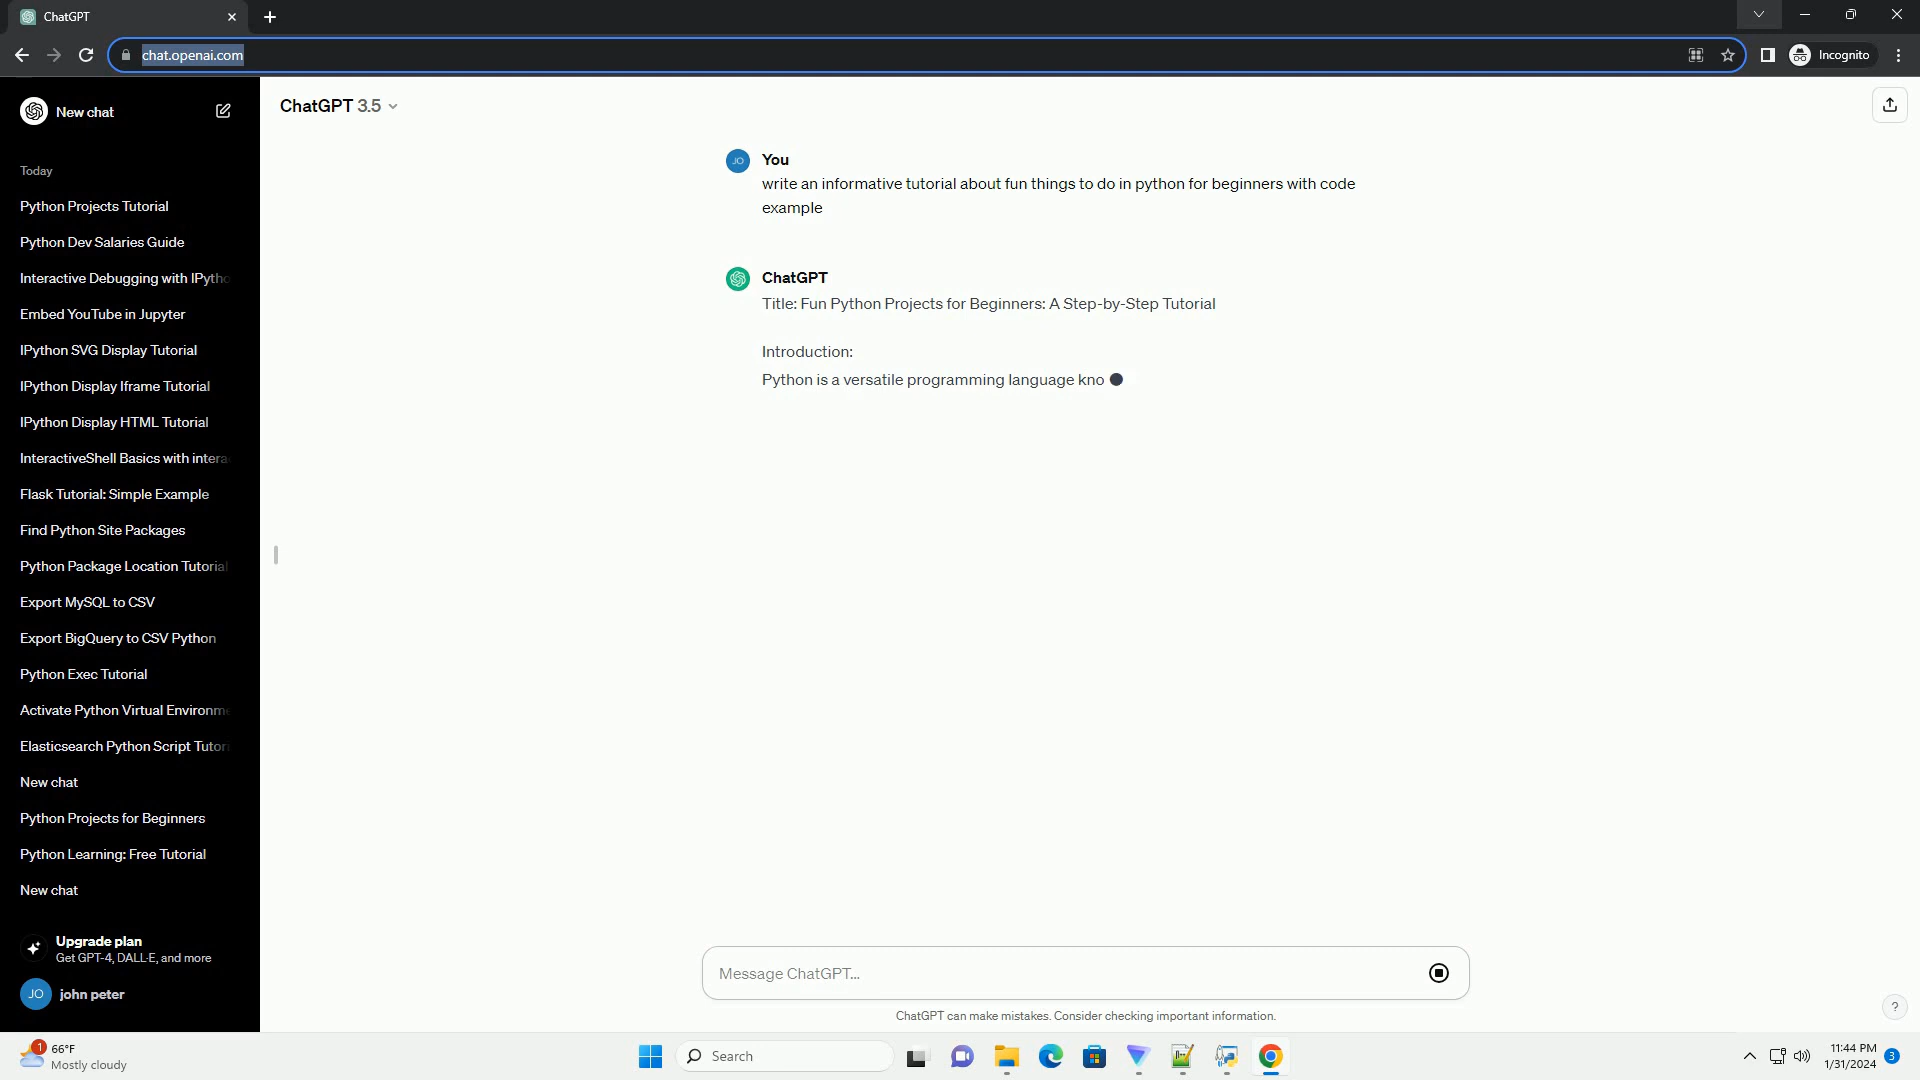 ChatGPT
chat.openai.com
Incognito
New chat
Today
Python Projects Tutorial
Python Dev Salaries Guide
Interactive Debugging with IPytho
Embed YouTube in Jupyter
IPython SVG Display Tutorial
IPython Display Iframe Tutorial
IPython Display HTML Tutorial
InteractiveShell Basics with intera
Flask Tutorial: Simple Example
Find Python Site Packages
Python Package Location Tutorial
Export MySQL to CSV
Export BigQuery to CSV Python
Python Exec Tutorial
Activate Python Virtual Environme
Elasticsearch Python Script Tutori
New chat
Python Projects for Beginners
Python Learning: Free Tutorial
New chat
Upgrade plan
Get GPT-4, DALL·E, and more
JO john peter
ChatGPT 3.5
JO You
write an informative tutorial about fun things to do in python for beginners with code
example
ChatGPT
Title: Fun Python Projects for Beginners: A Step-by-Step Tutorial
Introduction:
Python is a versatile programming language kno
Message ChatGPT...
ChatGPT can make mistakes. Consider checking important information.
?
1
66°F
Mostly cloudy
Search
11:44 PM
1/31/2024
3